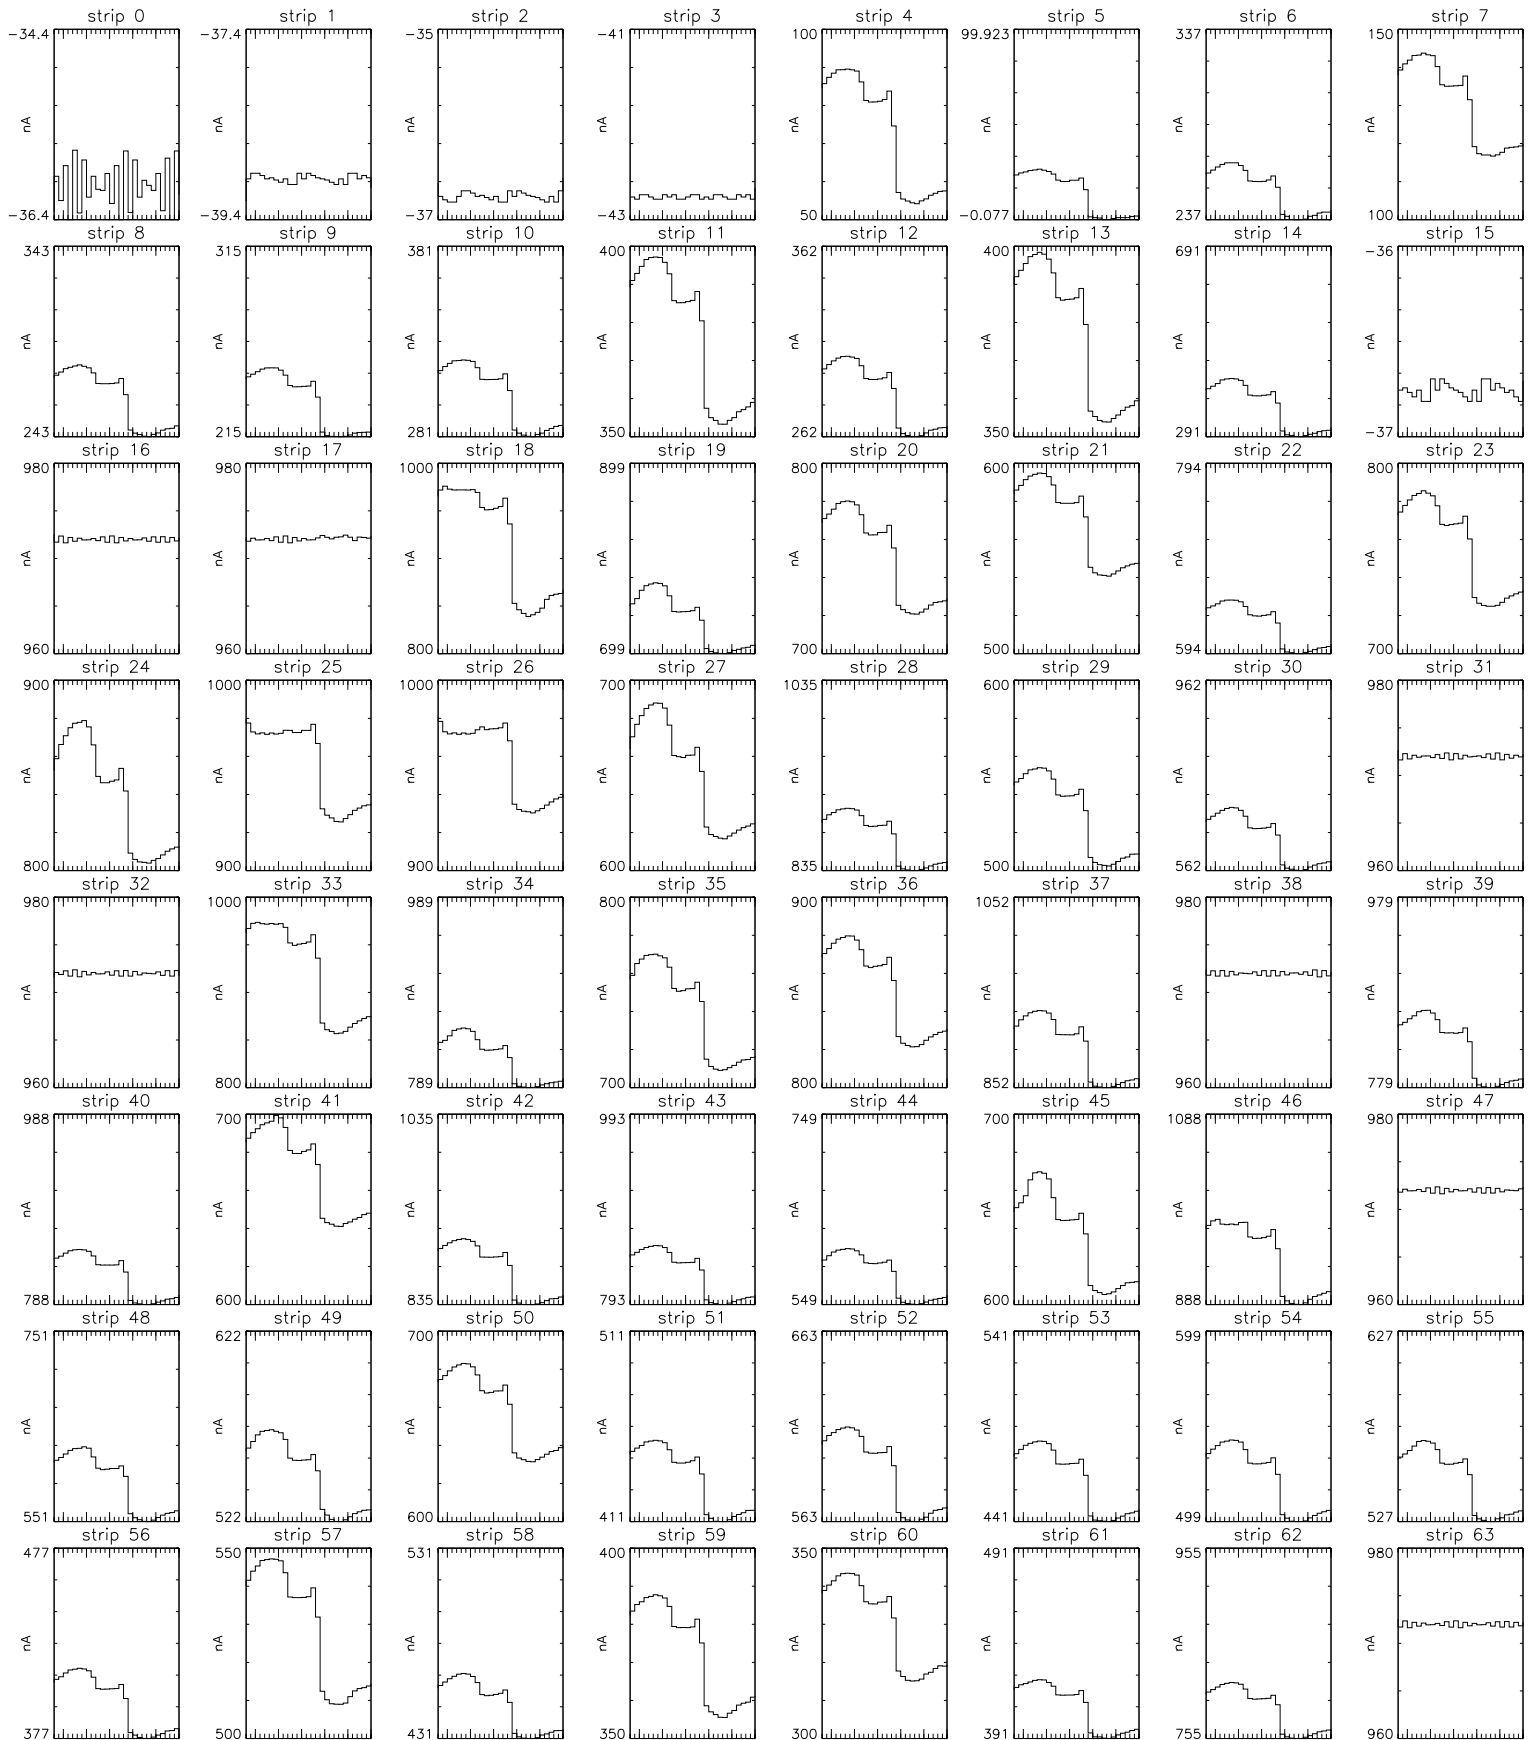 strip 0 strip 1 strip 2 strip 3 strip 4 strip 5 strip 6 strip 7
-34.4 -37.4 -35 -41 100 99.923 337 150
nA nA nA nA nA nA nA nA
-36.4 -39.4 -37 -43 50 -0.077 237 100
strip 8 strip 9 strip 10 strip 11 strip 12 strip 13 strip 14 strip 15
343 315 381 400 362 400 691 -36
nA nA nA nA nA nA nA nA
243 215 281 350 262 350 291 -37
strip 16 strip 17 strip 18 strip 19 strip 20 strip 21 strip 22 strip 23
980 980 1000 899 800 600 794 800
nA nA nA nA nA nA nA nA
960 960 800 699 700 500 594 700
strip 24 strip 25 strip 26 strip 27 strip 28 strip 29 strip 30 strip 31
900 1000 1000 700 1035 600 962 980
nA nA nA nA nA nA nA nA
800 900 900 600 835 500 562 960
strip 32 strip 33 strip 34 strip 35 strip 36 strip 37 strip 38 strip 39
980 1000 989 800 900 1052 980 979
nA nA nA nA nA nA nA nA
960 800 789 700 800 852 960 779
strip 40 strip 41 strip 42 strip 43 strip 44 strip 45 strip 46 strip 47
988 700 1035 993 749 700 1088 980
nA nA nA nA nA nA nA nA
788 600 835 793 549 600 888 960
strip 48 strip 49 strip 50 strip 51 strip 52 strip 53 strip 54 strip 55
751 622 700 511 663 541 599 627
nA nA nA nA nA nA nA nA
551 522 600 411 563 441 499 527
strip 56 strip 57 strip 58 strip 59 strip 60 strip 61 strip 62 strip 63
477 550 531 400 350 491 955 980
nA nA nA nA nA nA nA nA
377 500 431 350 300 391 755 960